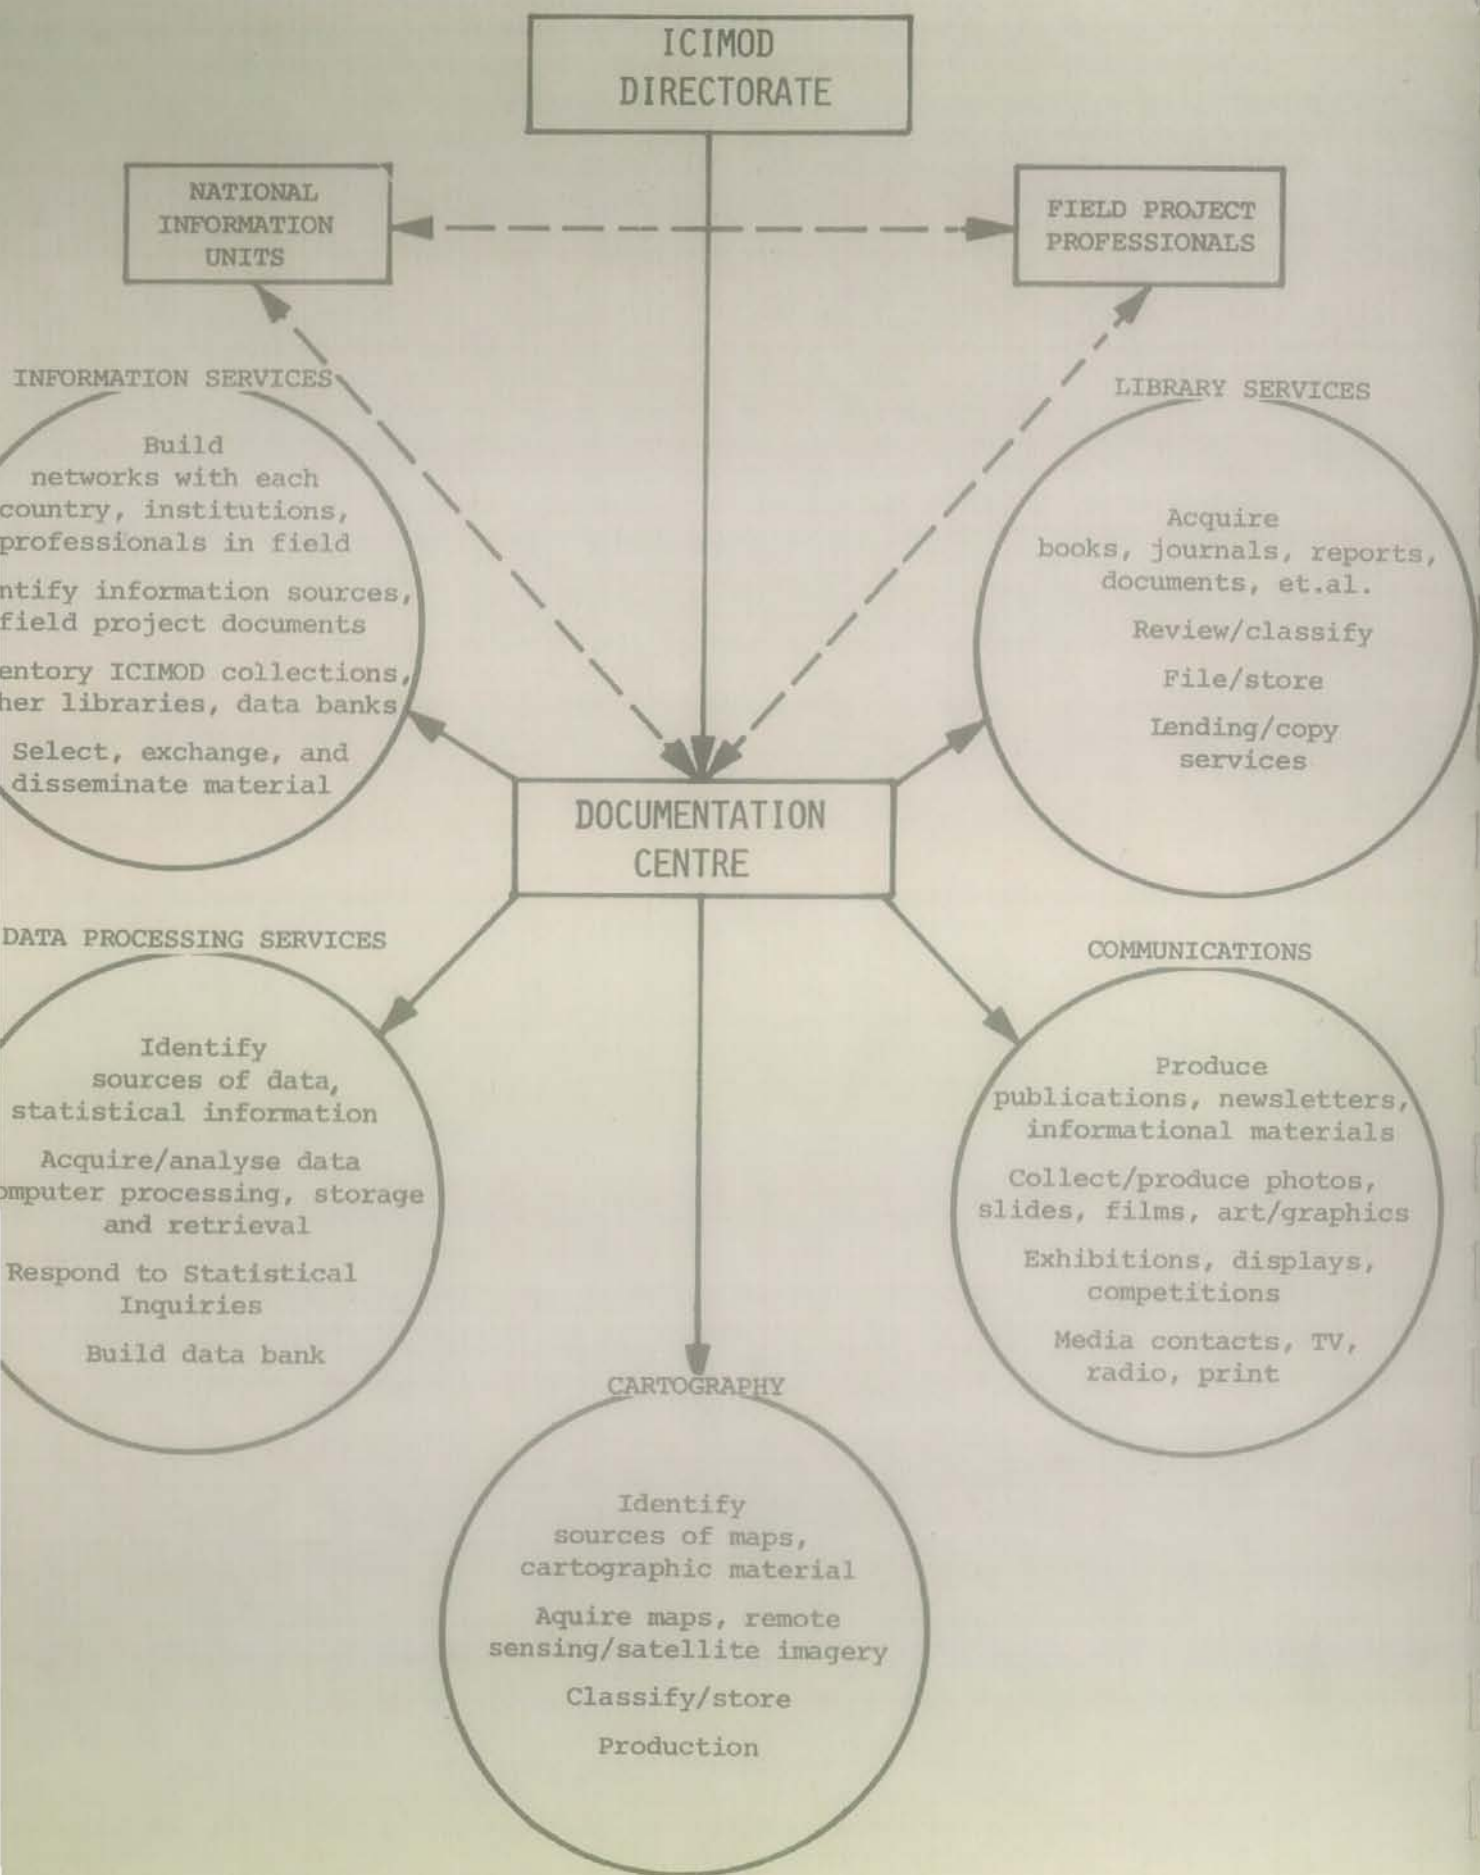 ICIMOD
DIRECTORATE
NATIONAL
INFORMATION
UNITS
FIELD PROJECT
PROFESSIONALS
INFORMATION SERVICES
Build
networks with each
country, institutions,
professionals in field
ntify information sources,
field project documents
entory ICIMOD collections,
her libraries, data banks
Select, exchange, and
disseminate material
LIBRARY SERVICES
Acquire
books, journals, reports,
documents, et.al.
Review/classify
File/store
Lending/copy
services
DOCUMENTATION
CENTRE
DATA PROCESSING SERVICES
Identify
sources of data,
statistical information
Acquire/analyse data
omputer processing, storage
and retrieval
Respond to Statistical
Inquiries
Build data bank
COMMUNICATIONS
Produce
publications, newsletters,
informational materials
Collect/produce photos,
slides, films, art/graphics
Exhibitions, displays,
competitions
Media contacts, TV,
radio, print
CARTOGRAPHY
Identify
sources of maps,
cartographic material
Aquire maps, remote
sensing/satellite imagery
Classify/store
Production